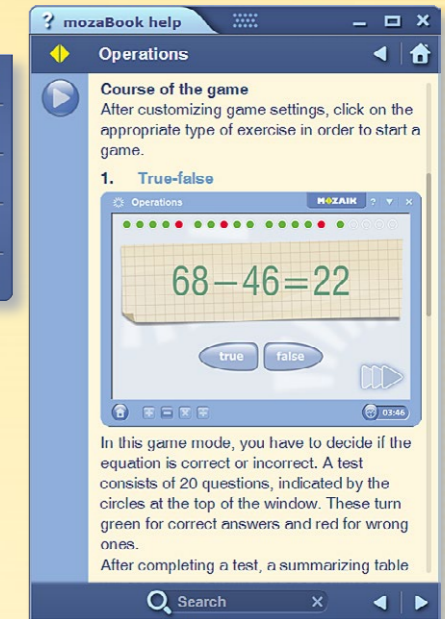 ? mozaBook help
Operations
Course of the game
After customizing game settings, click on the
appropriate type of exercise in order to start a
game.
1. True-false
Operations MOZAIK ?
68−46=22
true false
03:46
In this game mode, you have to decide if the
equation is correct or incorrect. A test
consists of 20 questions, indicated by the
circles at the top of the window. These turn
green for correct answers and red for wrong
ones.
After completing a test, a summarizing table
Search